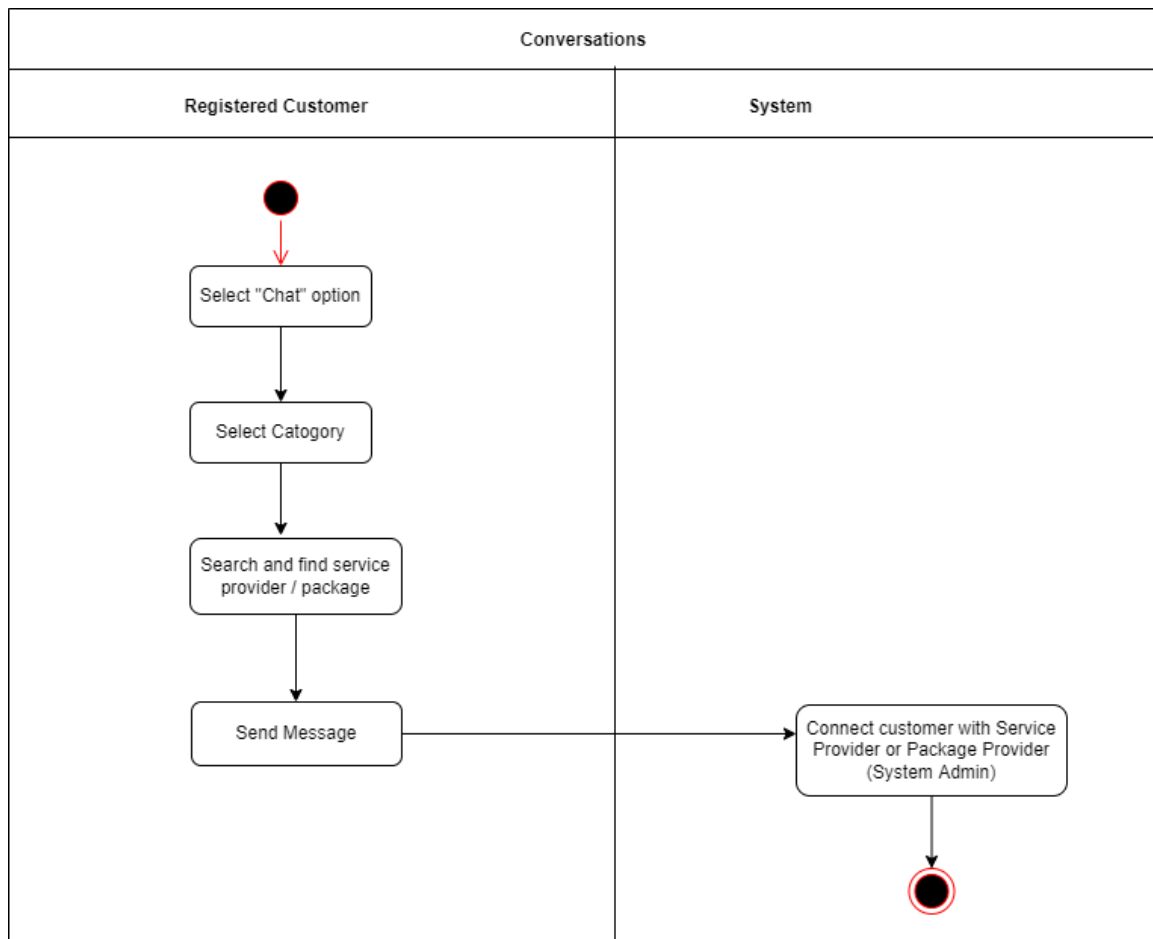 Conversations
Registered Customer
System
Select "Chat" option
Select Catogory
Search and find service
provider / package
Send Message
Connect customer with Service
Provider or Package Provider
(System Admin)